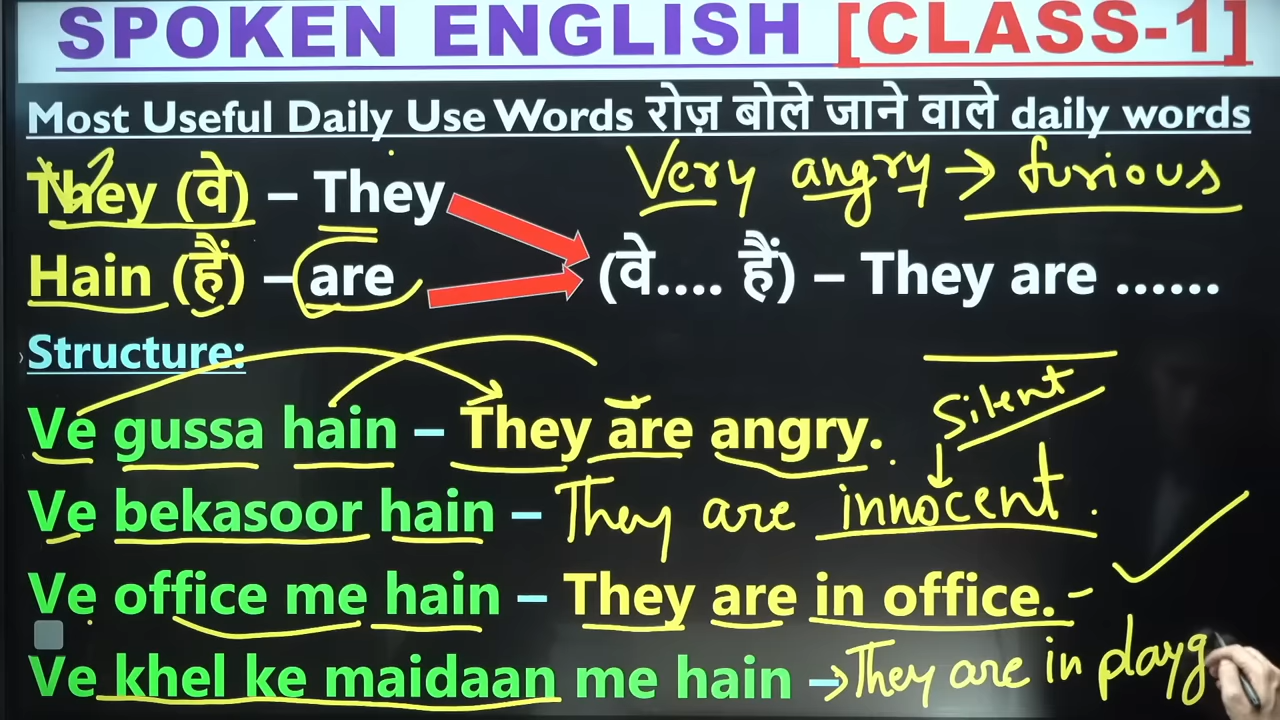 SPOKEN ENGLISH [CLASS-1]
Most Useful Daily Use Words रोज़ बोले जाने वाले daily words
They (वे) – They
Very angry → furious
Hain (हैं) – are
(वे.... हैं) – They are ......
Structure:
Ve gussa hain – They are angry.
Silent
Ve bekasoor hain – They are innocent.
Ve office me hain – They are in office.
Ve khel ke maidaan me hain – They are in playg